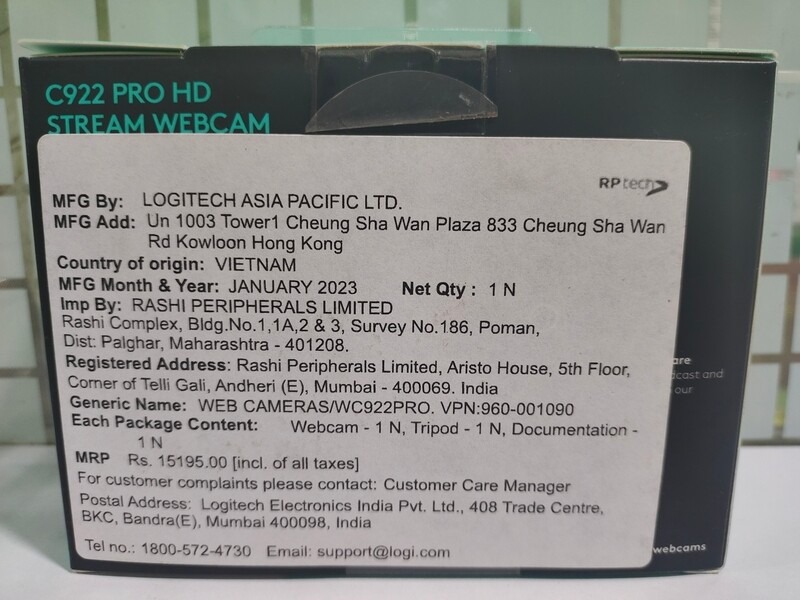 C922 PRO HD
STREAM WEBCAM
RP tech
MFG By: LOGITECH ASIA PACIFIC LTD.
MFG Add: Un 1003 Tower1 Cheung Sha Wan Plaza 833 Cheung Sha Wan
Rd Kowloon Hong Kong
Country of origin: VIETNAM
MFG Month & Year: JANUARY 2023 Net Qty : 1 N
Imp By: RASHI PERIPHERALS LIMITED
Rashi Complex, Bldg.No.1,1A,2 & 3, Survey No.186, Poman,
Dist: Palghar, Maharashtra - 401208.
Registered Address: Rashi Peripherals Limited, Aristo House, 5th Floor,
Corner of Telli Gali, Andheri (E), Mumbai - 400069. India
Generic Name: WEB CAMERAS/WC922PRO. VPN:960-001090
Each Package Content: Webcam - 1 N, Tripod - 1 N, Documentation -
1 N
MRP Rs. 15195.00 [incl. of all taxes]
For customer complaints please contact: Customer Care Manager
Postal Address: Logitech Electronics India Pvt. Ltd., 408 Trade Centre,
BKC, Bandra(E), Mumbai 400098, India
Tel no.: 1800-572-4730 Email: support@logi.com
are
dcast and
our
webcams